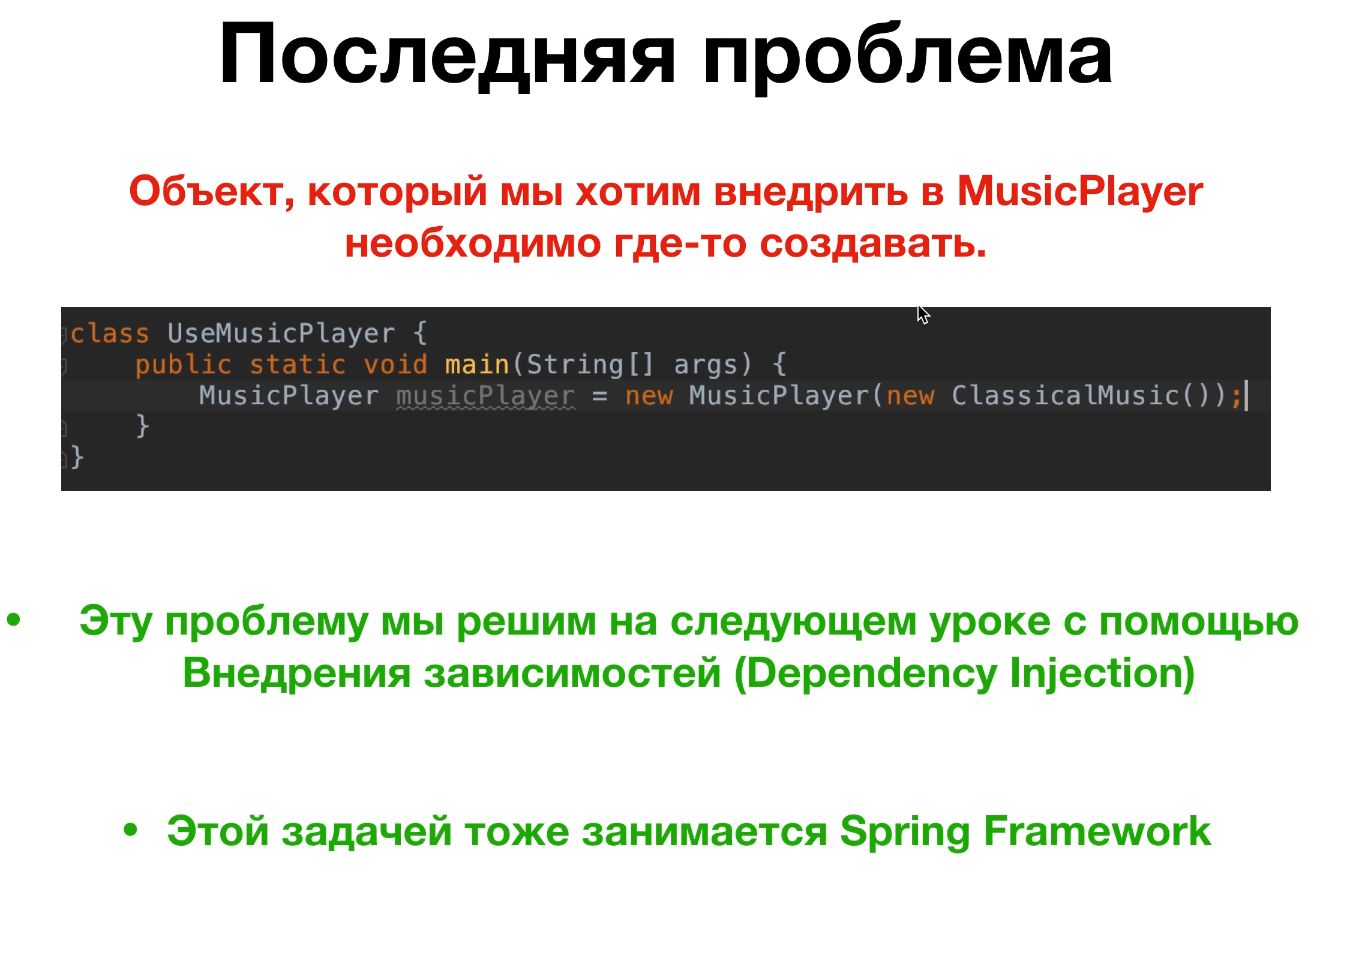 Последняя проблема
Объект, который мы хотим внедрить в MusicPlayer
необходимо где-то создавать.
class UseMusicPlayer {
    public static void main(String[] args) {
        MusicPlayer musicPlayer = new MusicPlayer(new ClassicalMusic());
    }
}
• Эту проблему мы решим на следующем уроке с помощью
Внедрения зависимостей (Dependency Injection)
• Этой задачей тоже занимается Spring Framework